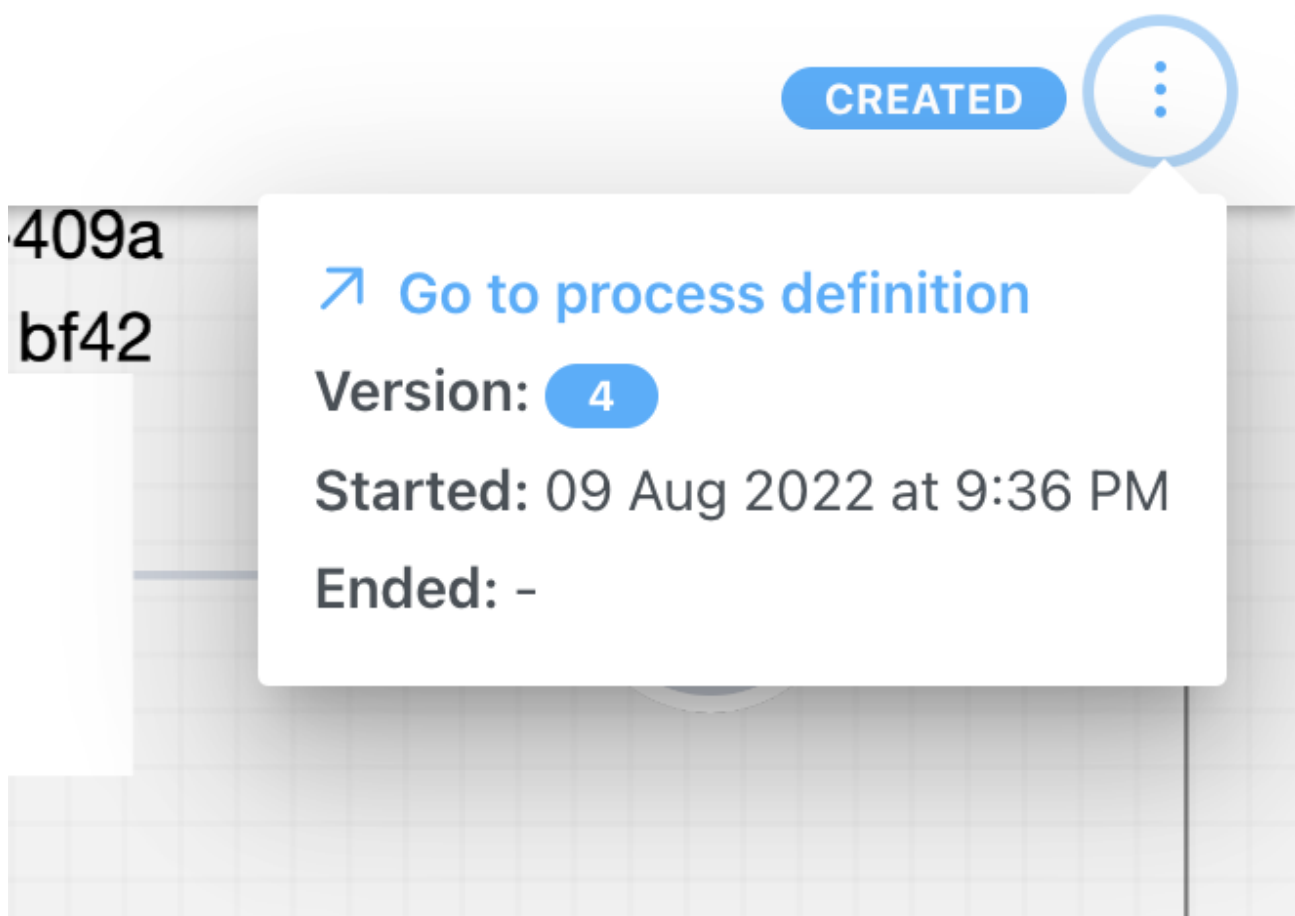 CREATED
-409a
bf42
Go to process definition
Version: 4
Started: 09 Aug 2022 at 9:36 PM
Ended: -